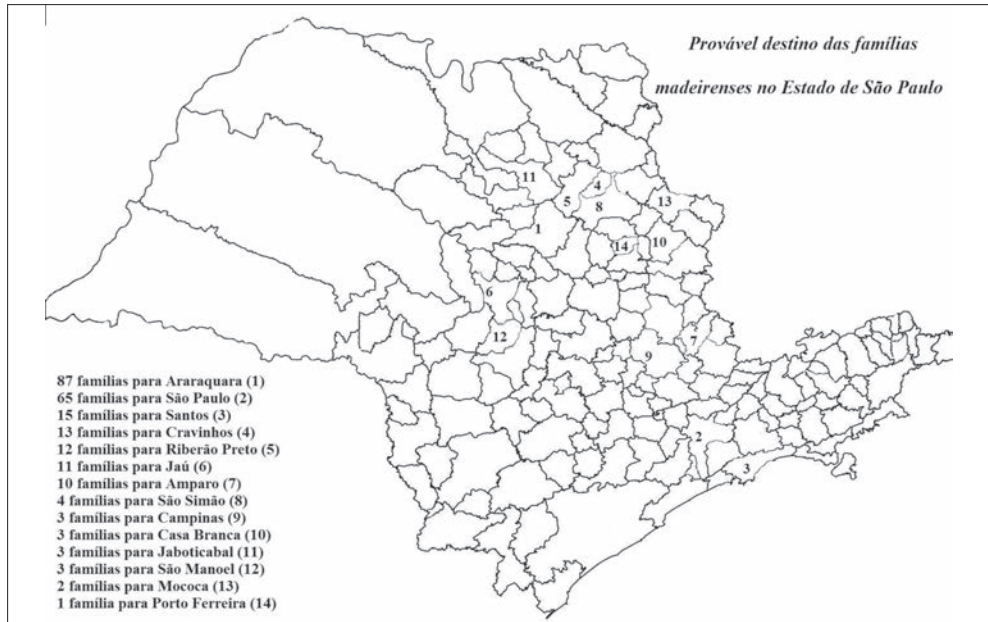 Provável destino das famílias
madeirenses no Estado de São Paulo
11
4
5
8
13
1
14
10
6
12
7
9
2
3
87 famílias para Araraquara (1)
65 famílias para São Paulo (2)
15 famílias para Santos (3)
13 famílias para Cravinhos (4)
12 famílias para Riberão Preto (5)
11 famílias para Jaú (6)
10 famílias para Amparo (7)
4 famílias para São Simão (8)
3 famílias para Campinas (9)
3 famílias para Casa Branca (10)
3 famílias para Jaboticabal (11)
3 famílias para São Manoel (12)
2 famílias para Mococa (13)
1 família para Porto Ferreira (14)